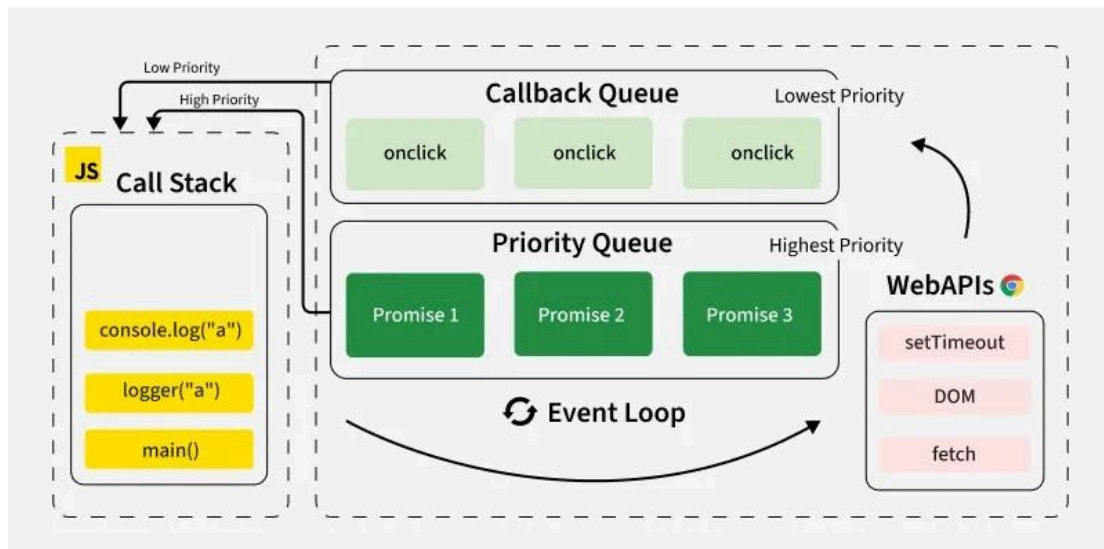 Low Priority
High Priority
JS
Call Stack
console.log("a")
logger("a")
main()
Callback Queue
Lowest Priority
onclick
onclick
onclick
Priority Queue
Highest Priority
Promise 1
Promise 2
Promise 3
Event Loop
WebAPIs
setTimeout
DOM
fetch